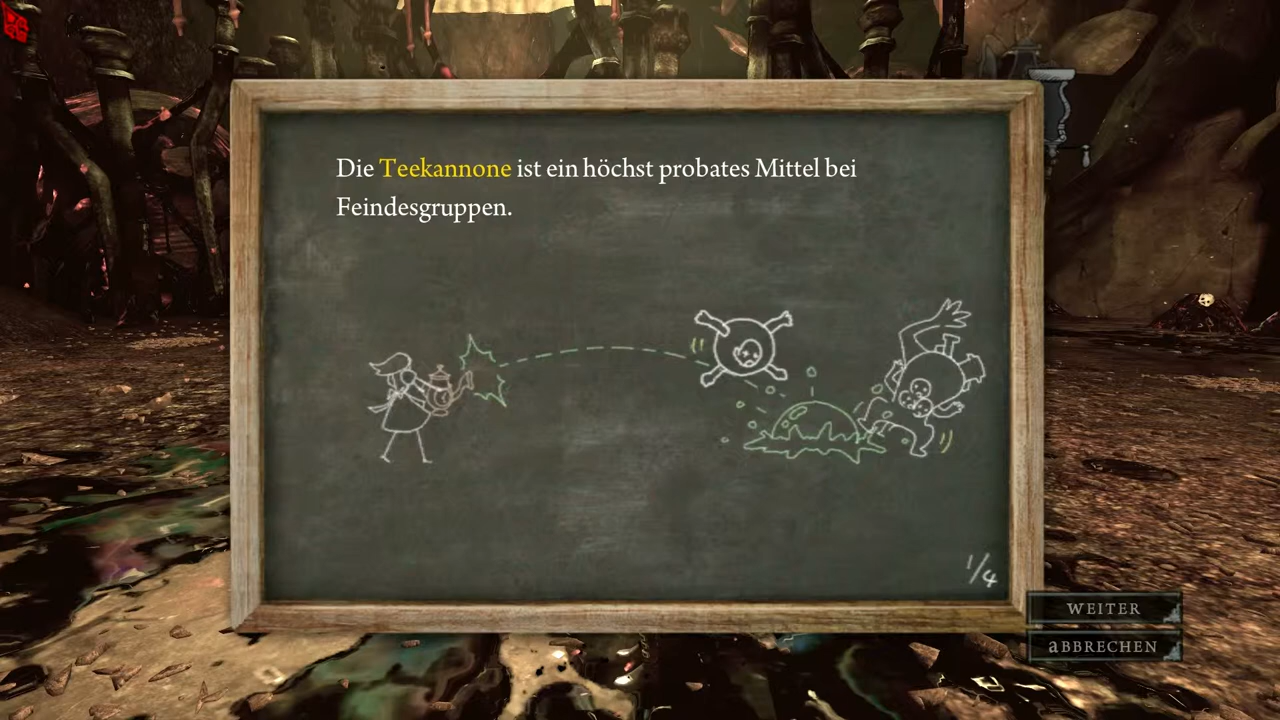 Die Teekannone ist ein höchst probates Mittel bei
Feindesgruppen.
1/4
WEITER
aBBRECHEN